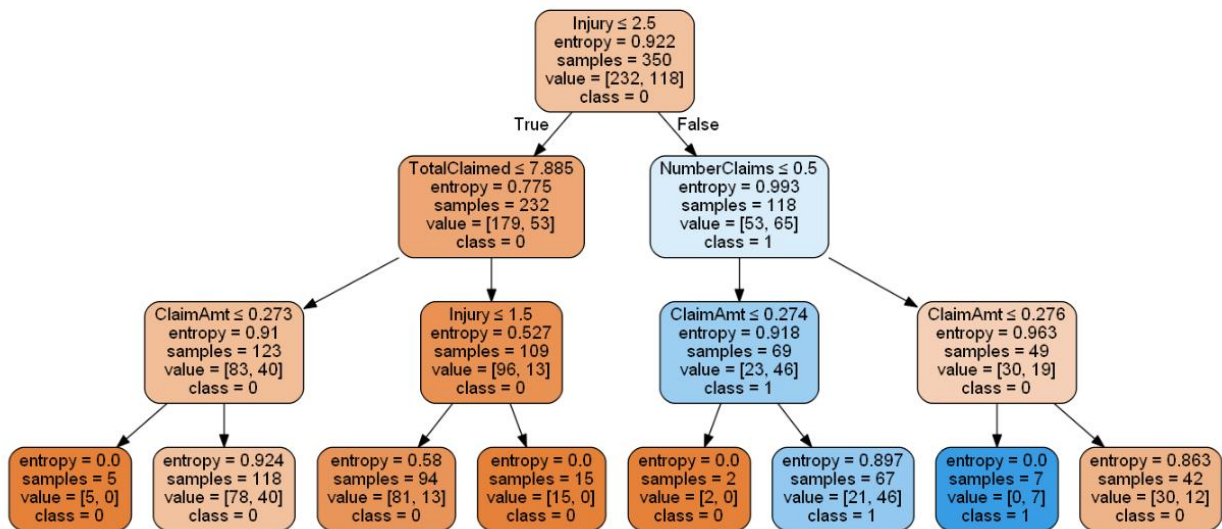 Injury ≤ 2.5
entropy = 0.922
samples = 350
value = [232, 118]
class = 0
True
False
TotalClaimed ≤ 7.885
entropy = 0.775
samples = 232
value = [179, 53]
class = 0
NumberClaims ≤ 0.5
entropy = 0.993
samples = 118
value = [53, 65]
class = 1
ClaimAmt ≤ 0.273
entropy = 0.91
samples = 123
value = [83, 40]
class = 0
Injury ≤ 1.5
entropy = 0.527
samples = 109
value = [96, 13]
class = 0
ClaimAmt ≤ 0.274
entropy = 0.918
samples = 69
value = [23, 46]
class = 1
ClaimAmt ≤ 0.276
entropy = 0.963
samples = 49
value = [30, 19]
class = 0
entropy = 0.0
samples = 5
value = [5, 0]
class = 0
entropy = 0.924
samples = 118
value = [78, 40]
class = 0
entropy = 0.58
samples = 94
value = [81, 13]
class = 0
entropy = 0.0
samples = 15
value = [15, 0]
class = 0
entropy = 0.0
samples = 2
value = [2, 0]
class = 0
entropy = 0.897
samples = 67
value = [21, 46]
class = 1
entropy = 0.0
samples = 7
value = [0, 7]
class = 1
entropy = 0.863
samples = 42
value = [30, 12]
class = 0